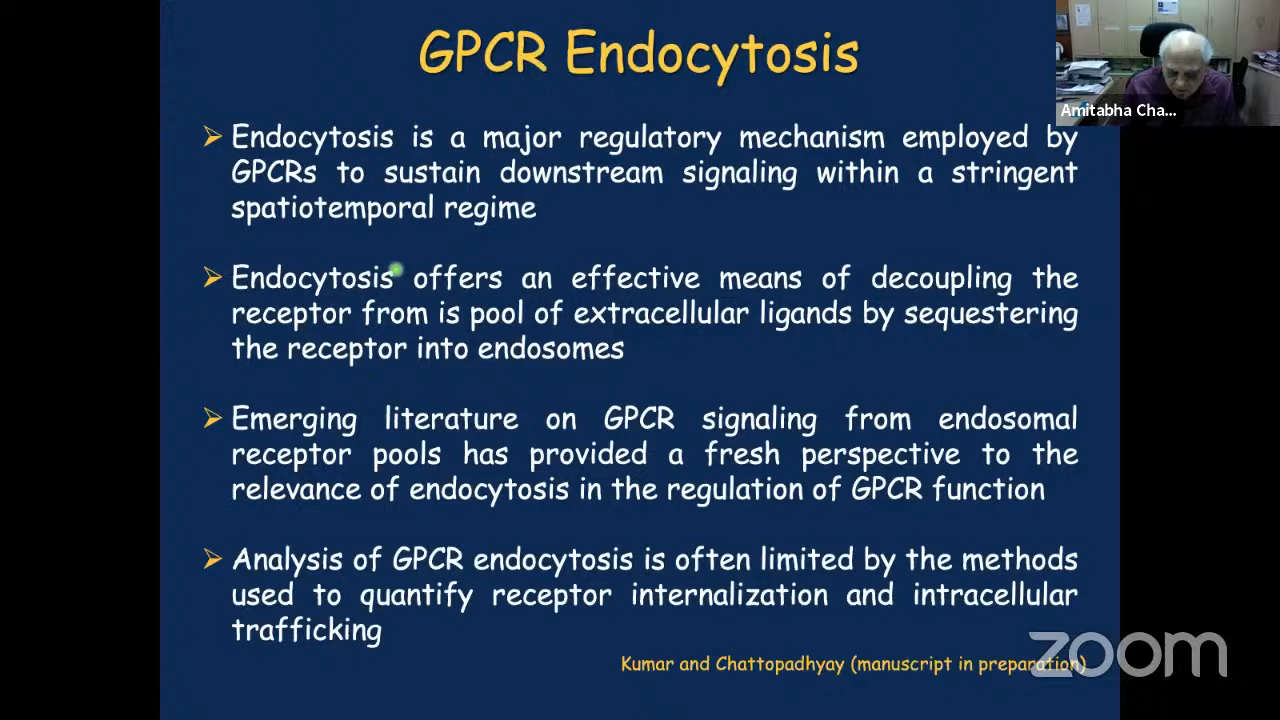 GPCR Endocytosis
Amitabha Cha...
➢ Endocytosis is a major regulatory mechanism employed by
GPCRs to sustain downstream signaling within a stringent
spatiotemporal regime
➢ Endocytosis offers an effective means of decoupling the
receptor from is pool of extracellular ligands by sequestering
the receptor into endosomes
➢ Emerging literature on GPCR signaling from endosomal
receptor pools has provided a fresh perspective to the
relevance of endocytosis in the regulation of GPCR function
➢ Analysis of GPCR endocytosis is often limited by the methods
used to quantify receptor internalization and intracellular
trafficking
Kumar and Chattopadhyay (manuscript in preparation)
zoom